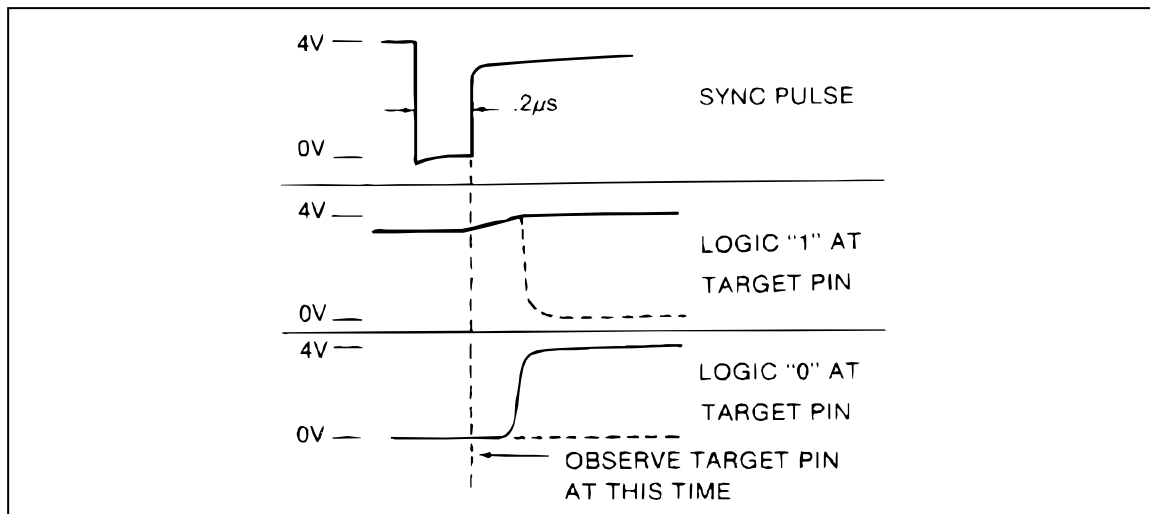 4V
.2µs
SYNC PULSE
0V
4V
LOGIC "1" AT
TARGET PIN
0V
4V
LOGIC "0" AT
TARGET PIN
0V
OBSERVE TARGET PIN
AT THIS TIME